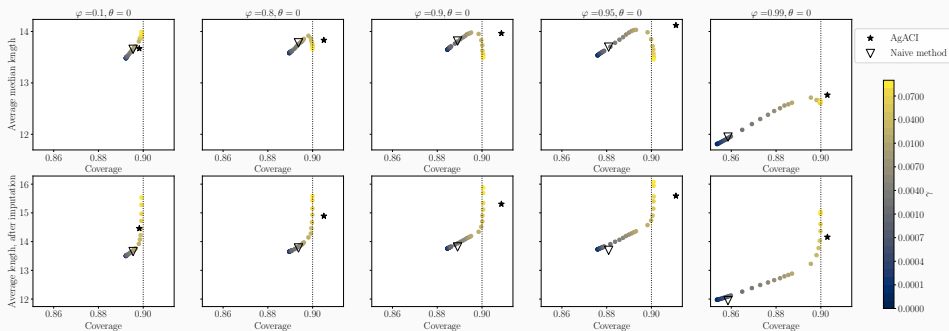 φ =0.1, θ = 0
φ =0.8, θ = 0
φ =0.9, θ = 0
φ =0.95, θ = 0
φ =0.99, θ = 0
Average median length
14
13
12
0.86 0.88 0.90
Coverage
0.86 0.88 0.90
Coverage
0.86 0.88 0.90
Coverage
0.86 0.88 0.90
Coverage
0.86 0.88 0.90
Coverage
AgACI
Naive method
Average length, after imputation
16
15
14
13
12
0.86 0.88 0.90
Coverage
0.86 0.88 0.90
Coverage
0.86 0.88 0.90
Coverage
0.86 0.88 0.90
Coverage
0.86 0.88 0.90
Coverage
0.0700
0.0400
0.0100
0.0070
0.0040
0.0010
0.0007
0.0004
0.0001
0.0000
γ